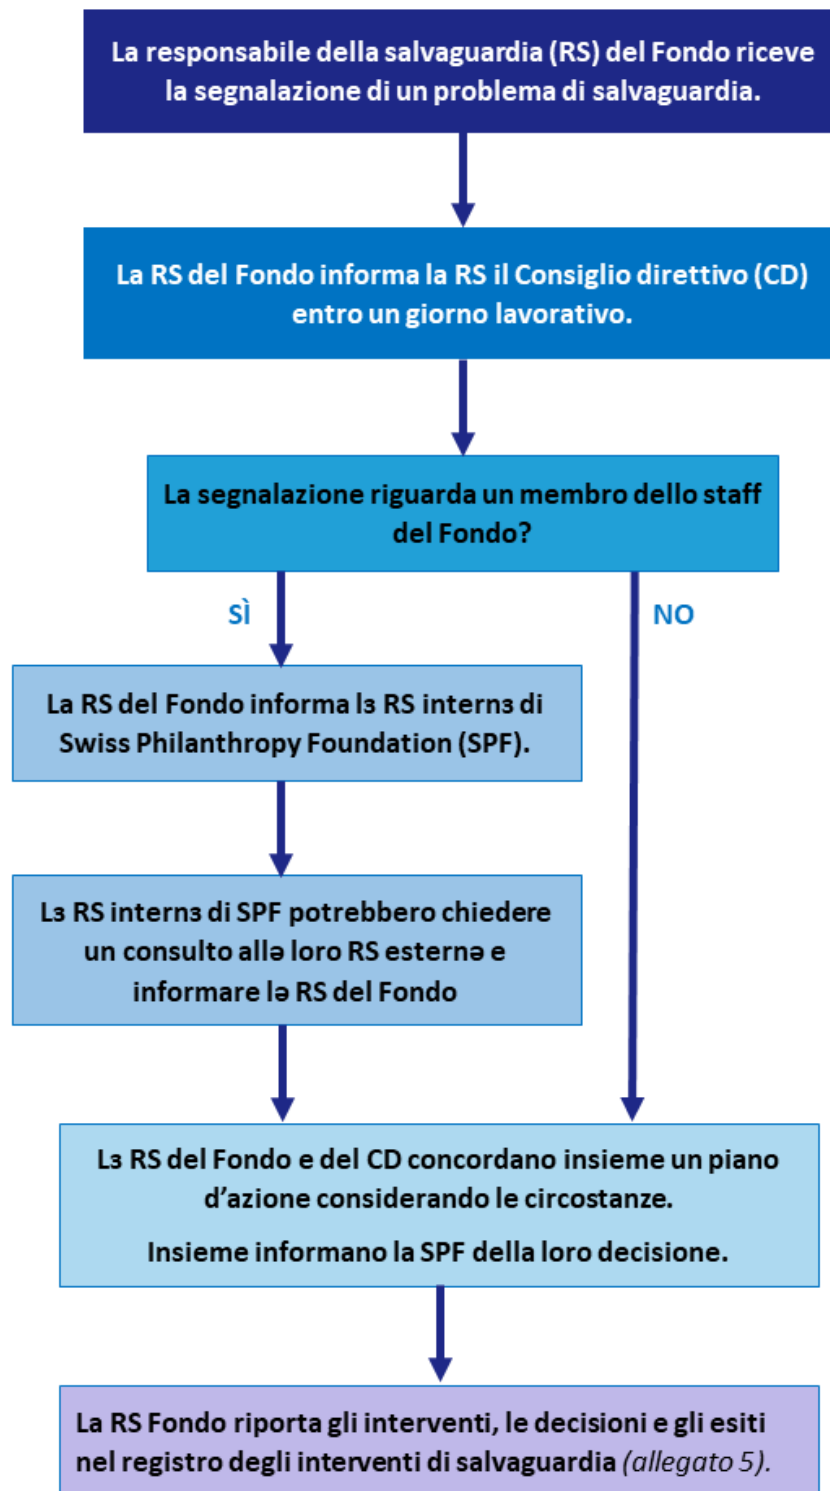 La responsabile della salvaguardia (RS) del Fondo riceve
la segnalazione di un problema di salvaguardia.
La RS del Fondo informa la RS il Consiglio direttivo (CD)
entro un giorno lavorativo.
La segnalazione riguarda un membro dello staff
del Fondo?
SÌ
NO
La RS del Fondo informa lɜ RS internɜ di
Swiss Philanthropy Foundation (SPF).
Lɜ RS internɜ di SPF potrebbero chiedere
un consulto allə loro RS esternə e
informare lə RS del Fondo
Lɜ RS del Fondo e del CD concordano insieme un piano
d’azione considerando le circostanze.
Insieme informano la SPF della loro decisione.
La RS Fondo riporta gli interventi, le decisioni e gli esiti
nel registro degli interventi di salvaguardia (allegato 5).